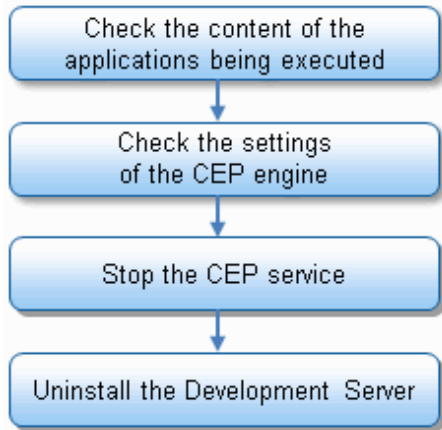 Check the content of the
applications being executed
Check the settings
of the CEP engine
Stop the CEP service
Uninstall the Development Server